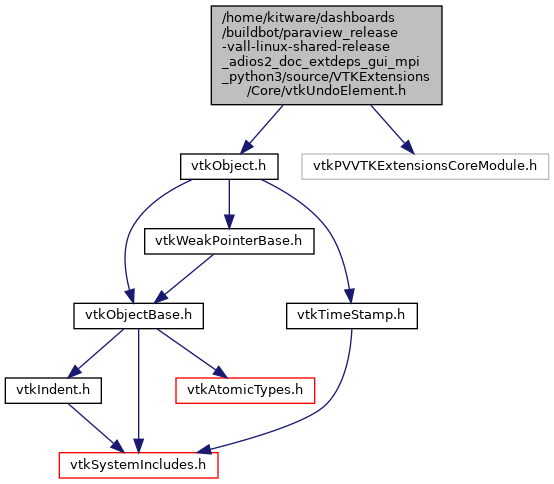 /home/kitware/dashboards
/buildbot/paraview_release
-vall-linux-shared-release
_adios2_doc_extdeps_gui_mpi
_python3/source/VTKExtensions
/Core/vtkUndoElement.h
vtkObject.h
vtkPVVTKExtensionsCoreModule.h
vtkWeakPointerBase.h
vtkObjectBase.h
vtkTimeStamp.h
vtkIndent.h
vtkAtomicTypes.h
vtkSystemIncludes.h